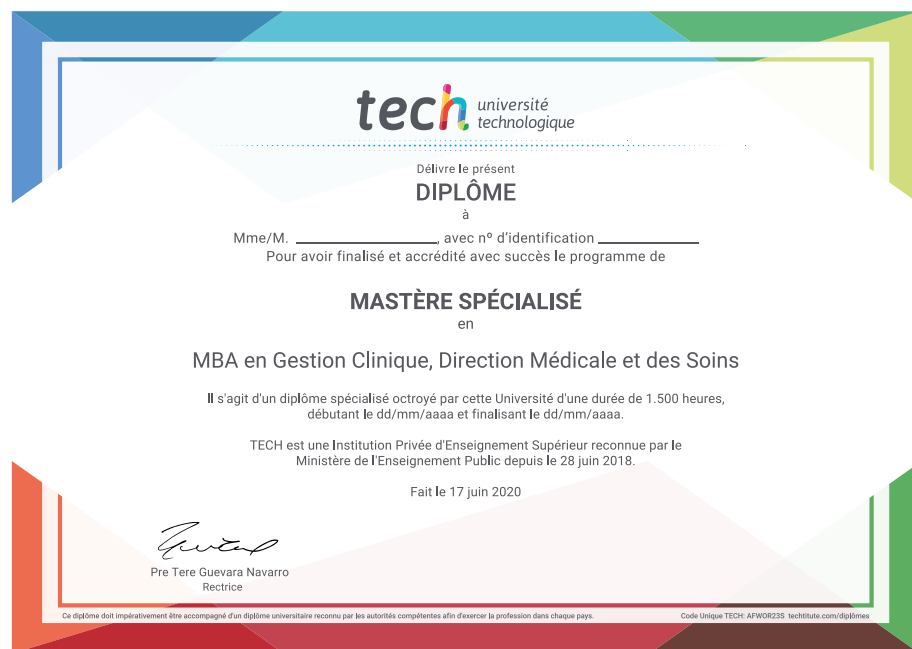 tech université
technologique
Délivre le présent
DIPLÔME
à
Mme/M. ____________________, avec nº d'identification ______________
Pour avoir finalisé et accrédité avec succès le programme de
MASTÈRE SPÉCIALISÉ
en
MBA en Gestion Clinique, Direction Médicale et des Soins
Il s'agit d'un diplôme spécialisé octroyé par cette Université d'une durée de 1.500 heures,
débutant le dd/mm/aaaa et finalisant le dd/mm/aaaa.
TECH est une Institution Privée d'Enseignement Supérieur reconnue par le
Ministère de l'Enseignement Public depuis le 28 juin 2018.
Fait le 17 juin 2020
Pre Tere Guevara Navarro
Rectrice
Ce diplôme doit impérativement être accompagné d'un diplôme universitaire reconnu par les autorités compétentes afin d'exercer la profession dans chaque pays.
Code Unique TECH: AFWOR23S techtitute.com/diplômes